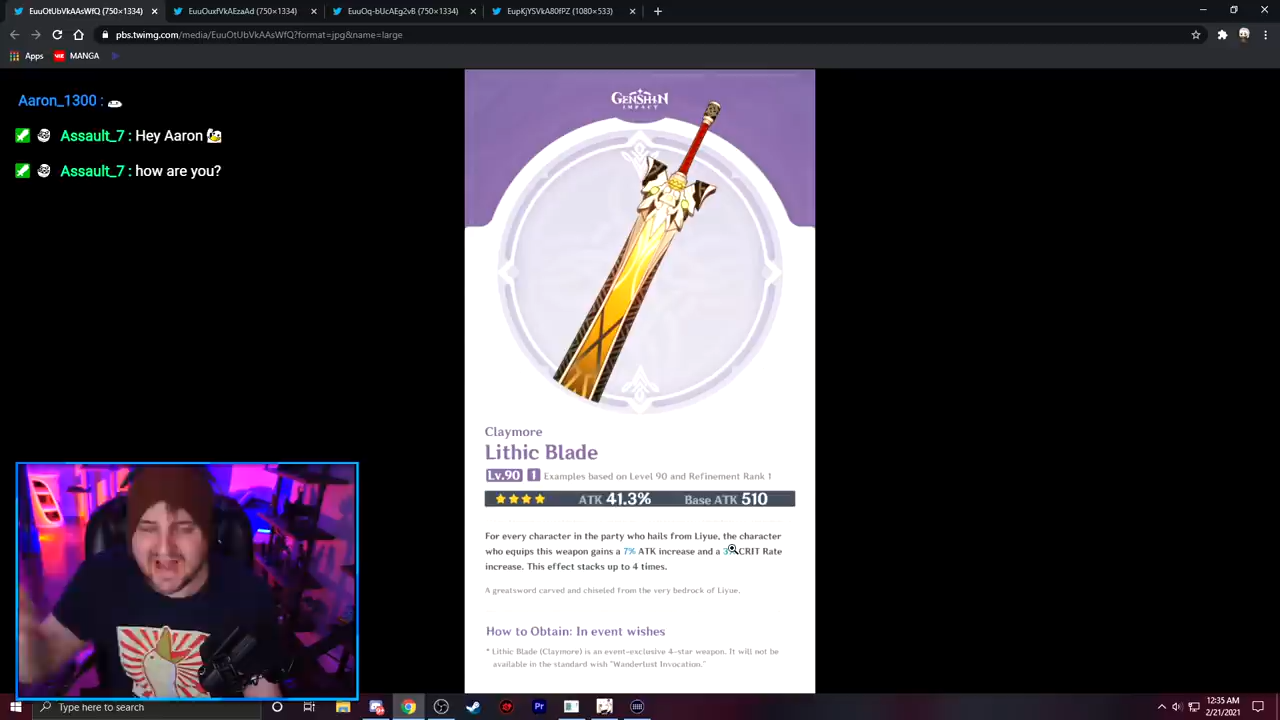 EuuOtUbVkAAsWfQ (750×1334)
EuuOuxfVkAEzaAd (750×1334)
EuuOq-bUcAEg2vB (750×1334)
EupKjYSVkA80fPZ (1080×533)
pbs.twimg.com/media/EuuOtUbVkAAsWfQ?format=jpg&name=large
Apps
MANGA
Aaron_1300 :
Assault_7 : Hey Aaron
Assault_7 : how are you?
GENSHIN
IMPACT
Claymore
Lithic Blade
Lv.90 1 Examples based on Level 90 and Refinement Rank 1
ATK 41.3% Base ATK 510
For every character in the party who hails from Liyue, the character
who equips this weapon gains a 7% ATK increase and a 3% CRIT Rate
increase. This effect stacks up to 4 times.
A greatsword carved and chiseled from the very bedrock of Liyue.
How to Obtain: In event wishes
* Lithic Blade (Claymore) is an event-exclusive 4-star weapon. It will not be
available in the standard wish "Wanderlust Invocation."
Type here to search
Pr
12:35 AM
2/21/2021